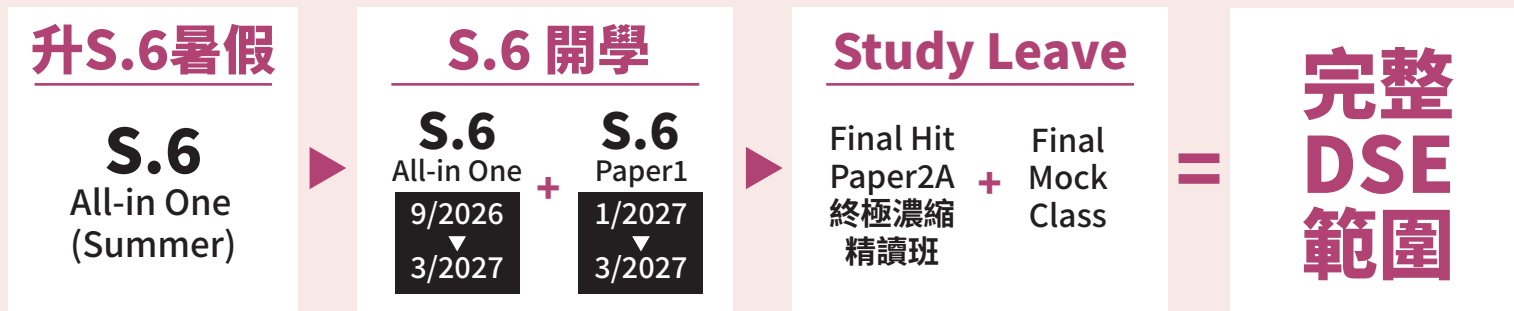 升S.6暑假
S.6
All-in One
(Summer)
S.6 開學
S.6
All-in One
9/2026
3/2027
+
S.6
Paper1
1/2027
3/2027
Study Leave
Final Hit
Paper2A
終極濃縮
精讀班
+
Final
Mock
Class
=
完整
DSE
範圍